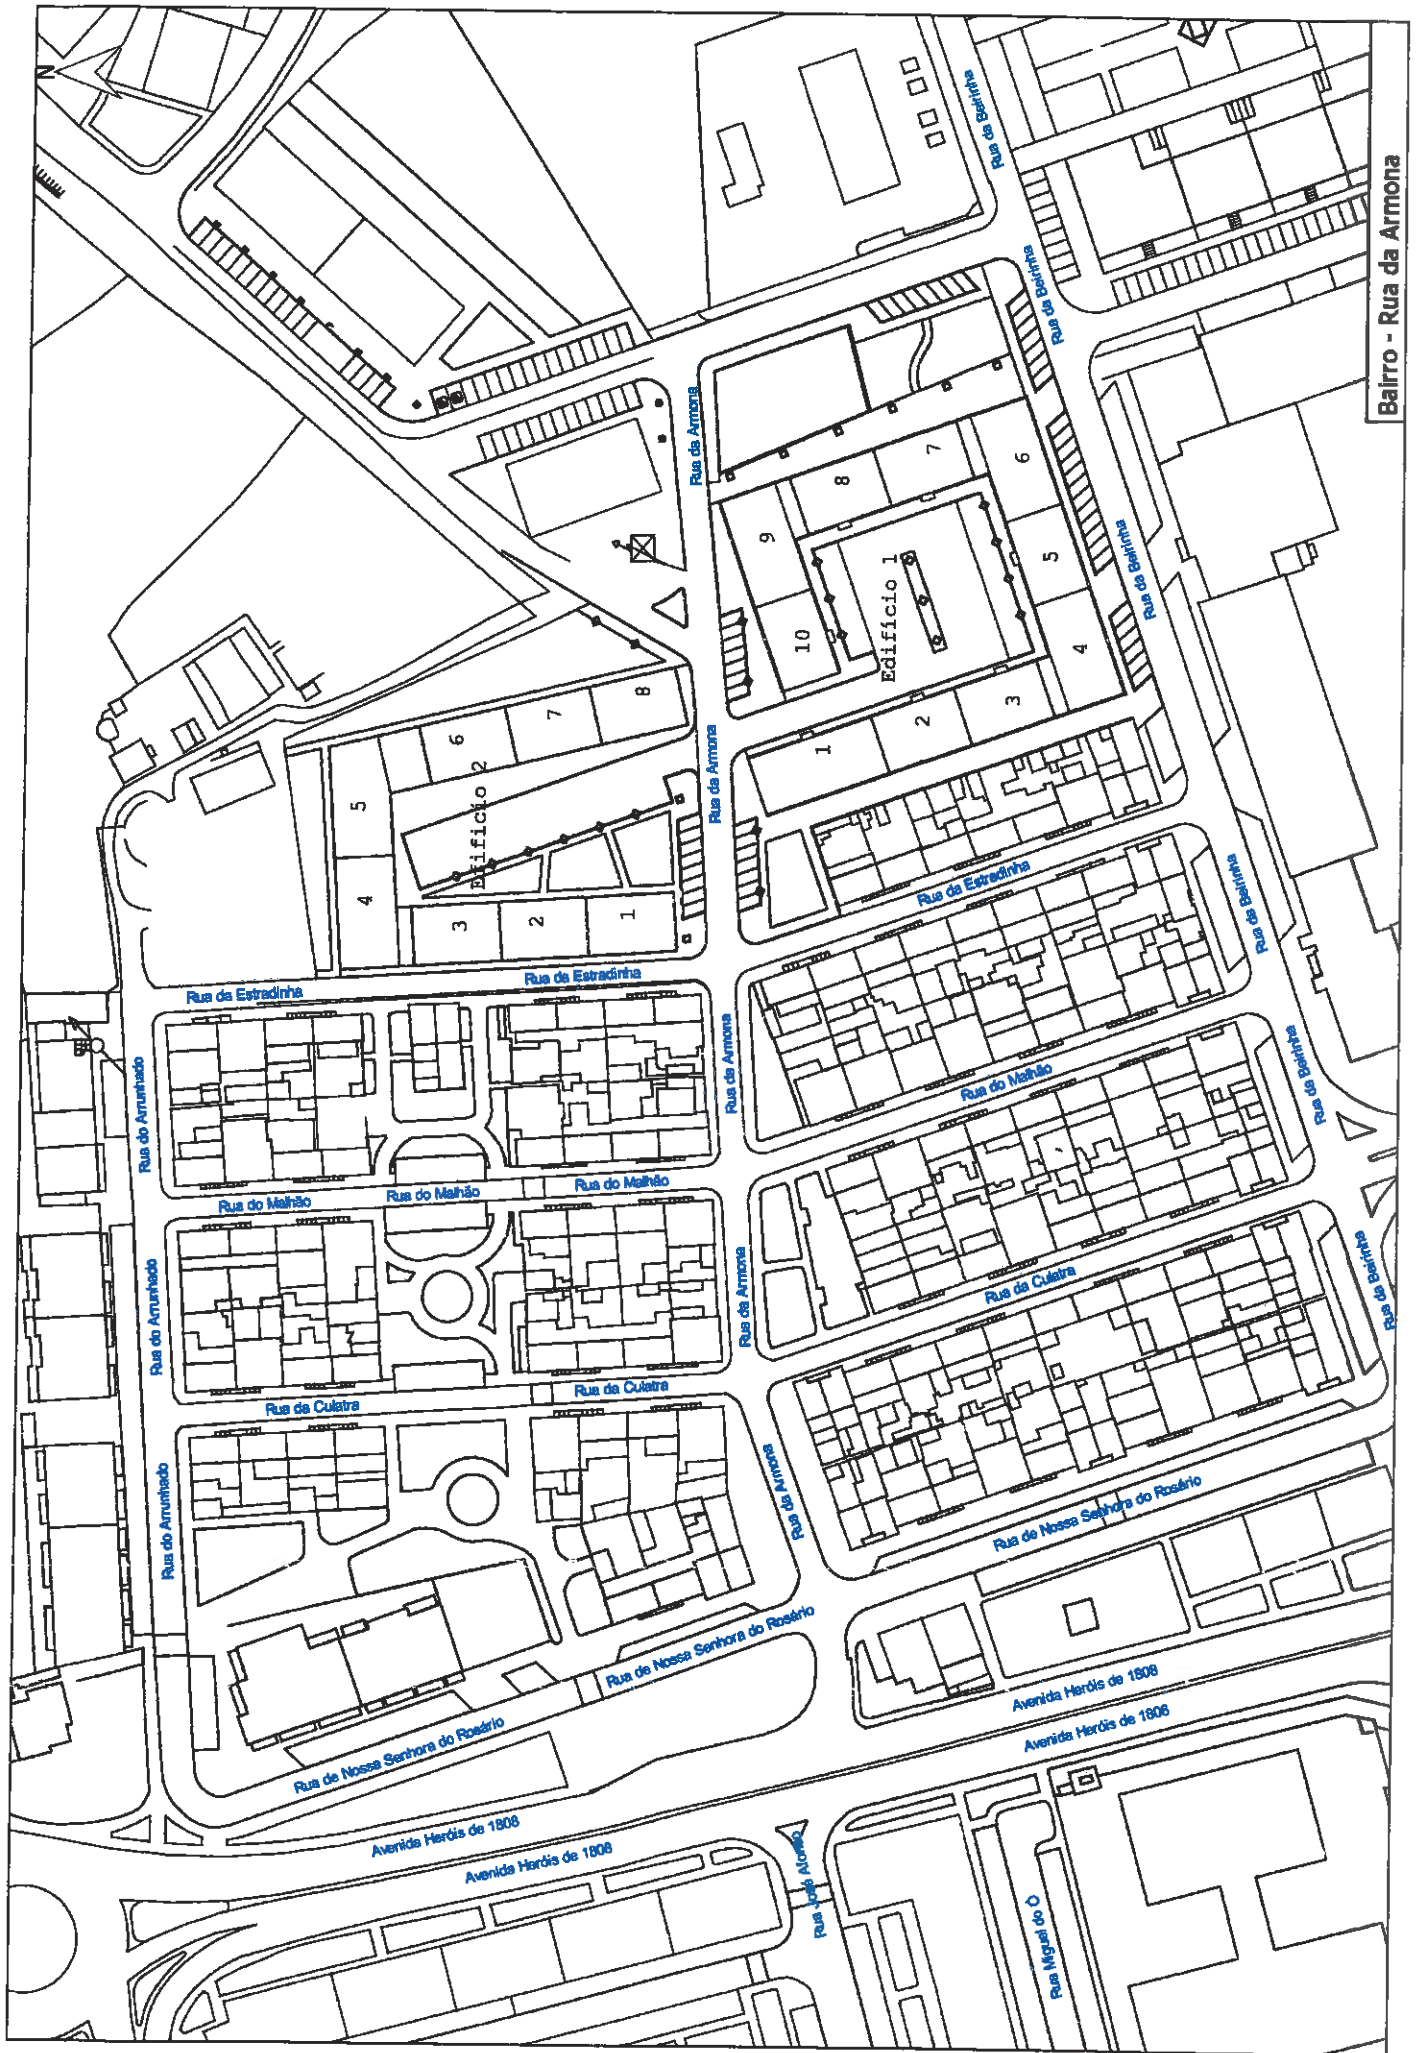 N
Rua da Beirinha
Rua da Beirinha
Rua da Armona
Bairro - Rua da Armona
9
8
7
6
10
Edifício 1
5
4
3
2
1
Rua da Beirinha
Rua da Armona
8
7
6
5
Edifício 2
4
3
2
1
Rua da Estradinha
Rua da Estradinha
Rua da Estradinha
Rua da Beirinha
Rua do Arrunhado
Rua da Armona
Rua do Malhão
Rua da Beirinha
Rua do Malhão
Rua do Malhão
Rua do Malhão
Rua do Arrunhado
Rua da Armona
Rua da Culatra
Rua da Beirinha
Rua da Culatra
Rua da Culatra
Rua do Arrunhado
Rua da Armona
Rua de Nossa Senhora do Rosário
Rua de Nossa Senhora do Rosário
Rua de Nossa Senhora do Rosário
Avenida Heróis de 1808
Avenida Heróis de 1808
Avenida Heróis de 1808
Avenida Heróis de 1808
Rua José Afonso
Rua Miguel do Ó